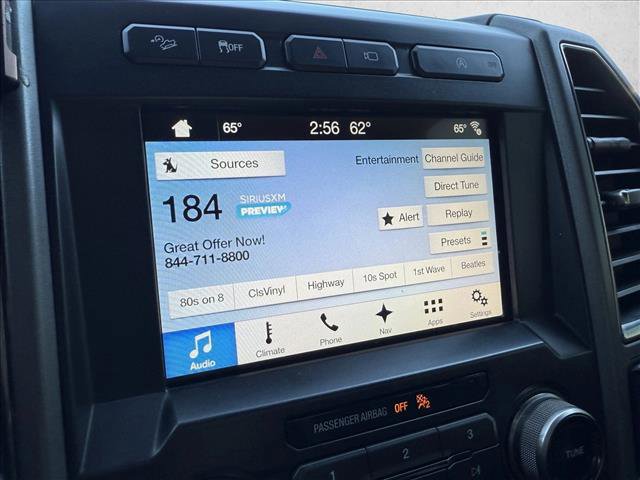 OFF
65° 2:56 62° 65°
Sources
Entertainment
Channel Guide
Direct Tune
184
SIRIUSXM
PREVIEW
Alert
Replay
Great Offer Now!
844-711-8800
Presets
80s on 8 ClsVinyl Highway 10s Spot 1st Wave Beatles
Audio Climate Phone Nav Apps Settings
PASSENGER AIRBAG OFF
1 2 3
TUNE